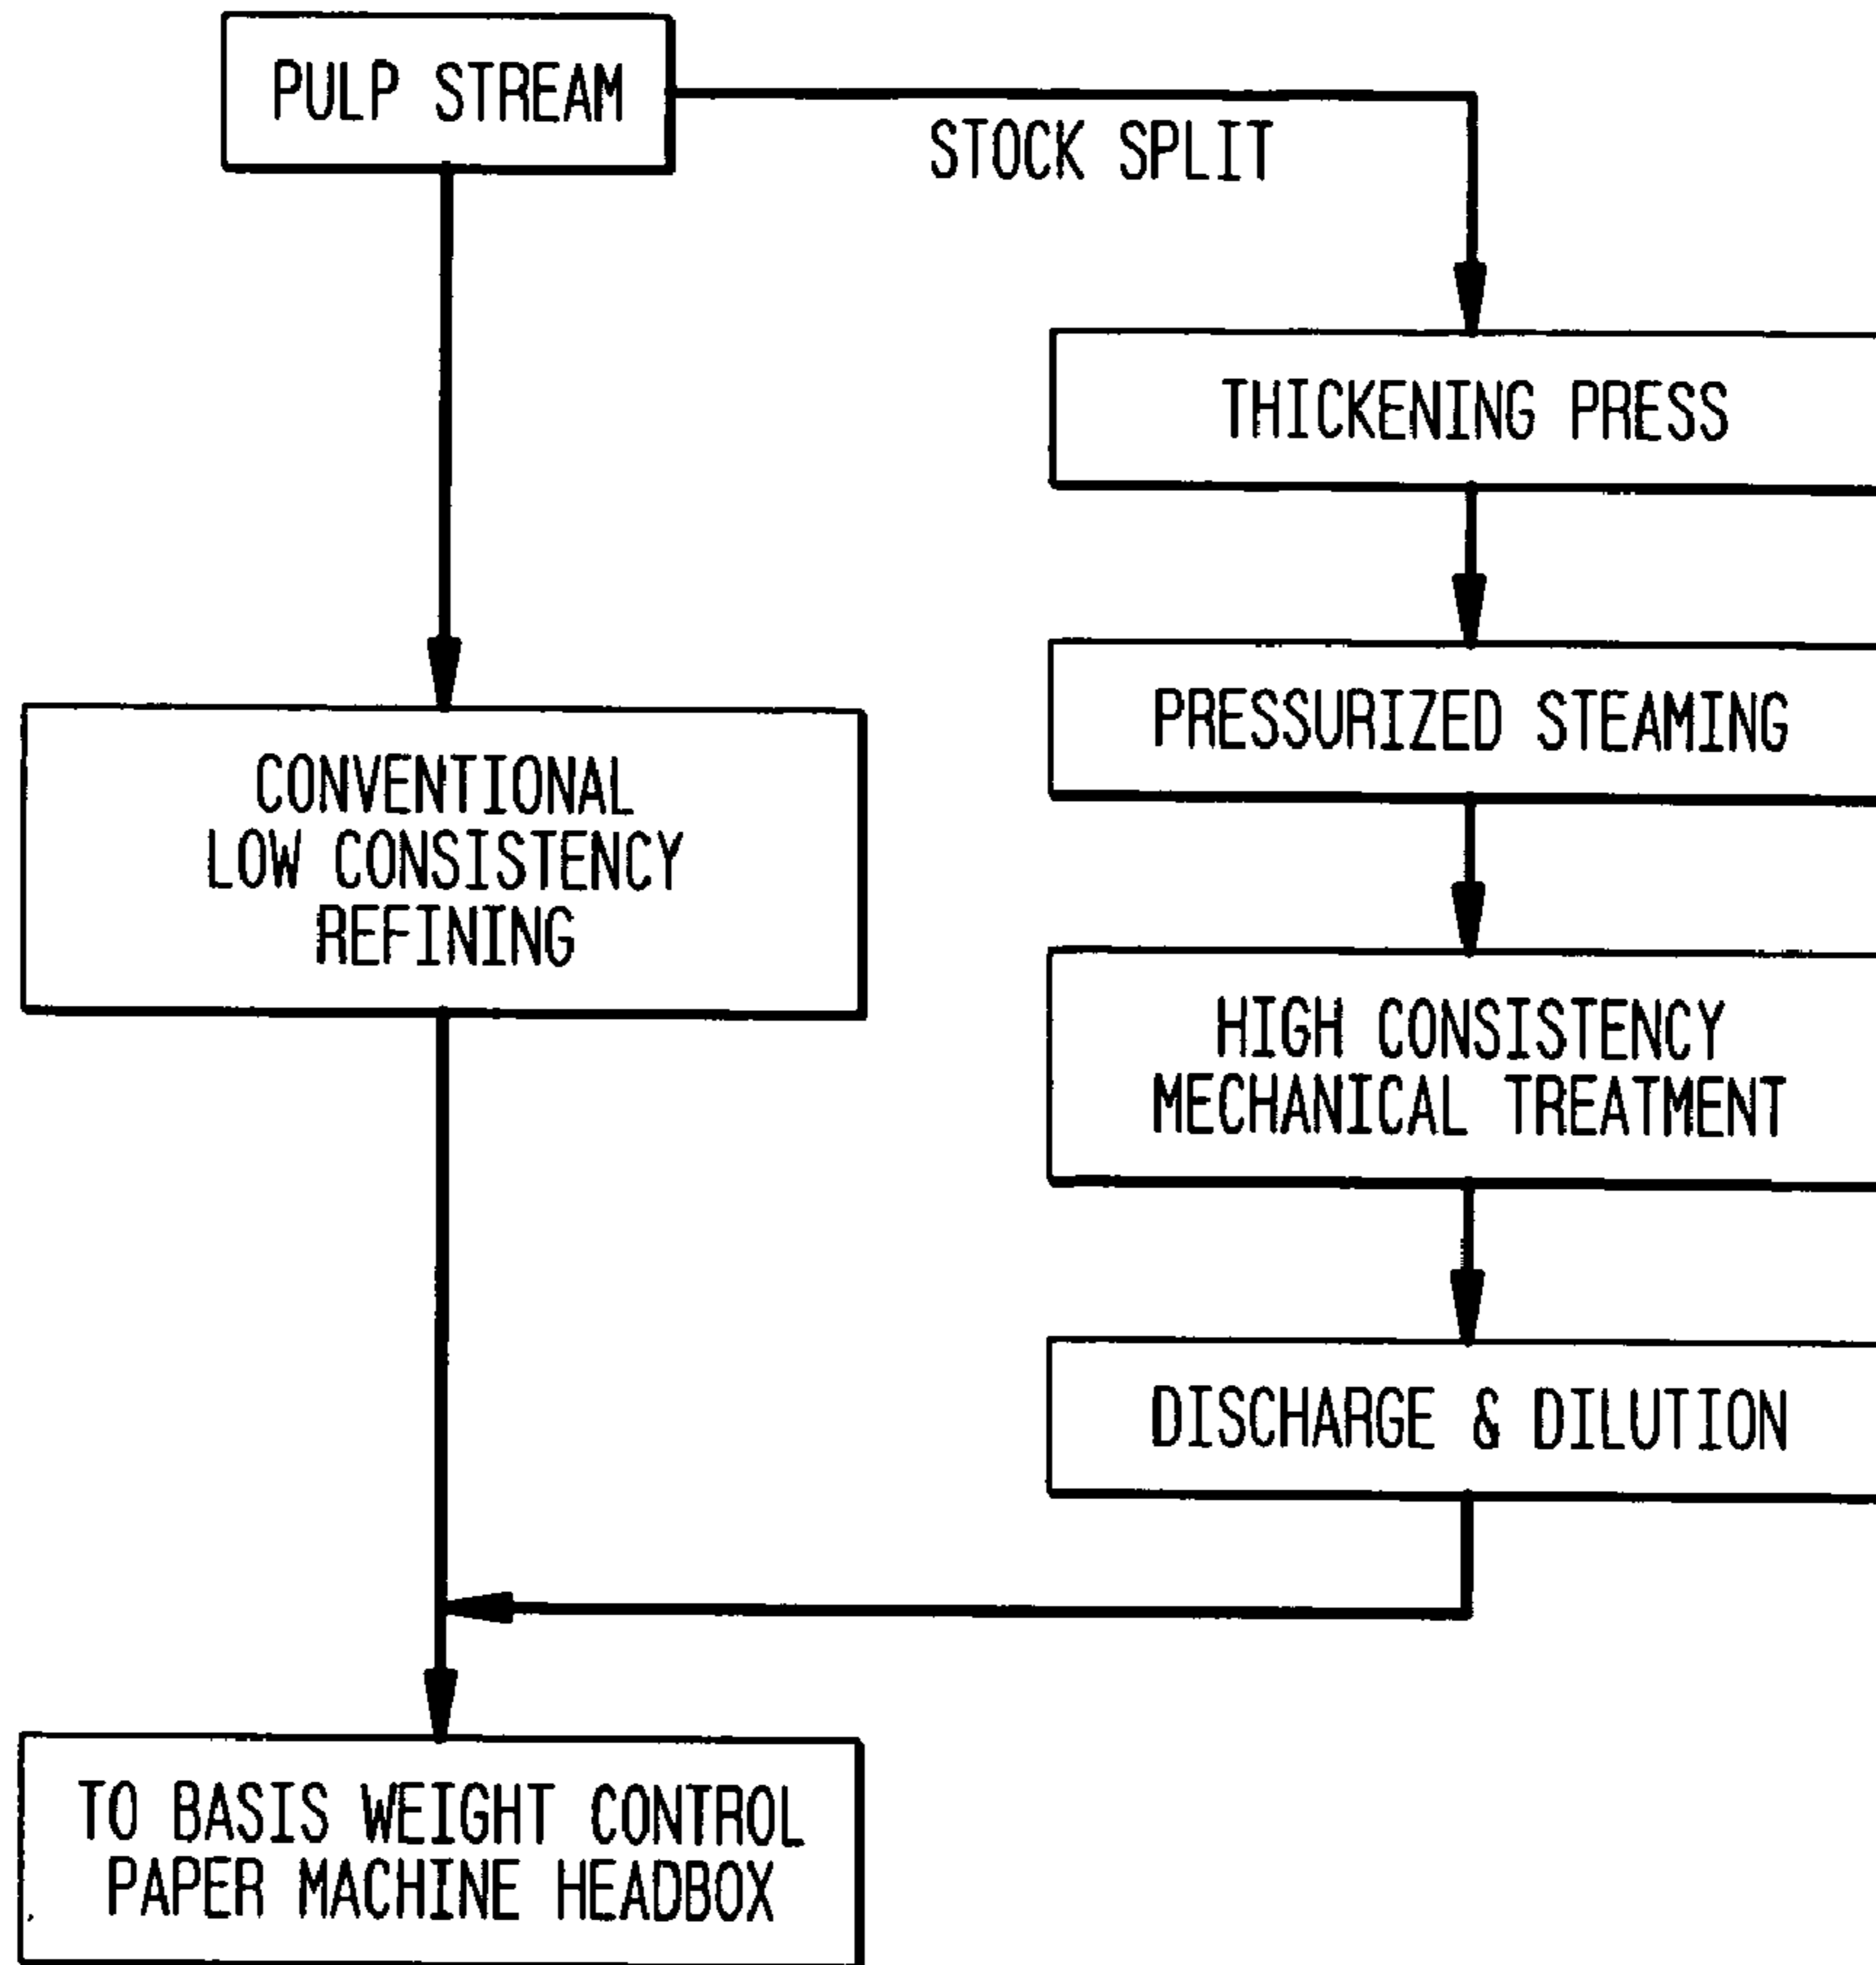 PULP STREAM
STOCK SPLIT
THICKENING PRESS
PRESSURIZED STEAMING
CONVENTIONAL
LOW CONSISTENCY
REFINING
HIGH CONSISTENCY
MECHANICAL TREATMENT
DISCHARGE & DILUTION
TO BASIS WEIGHT CONTROL
PAPER MACHINE HEADBOX